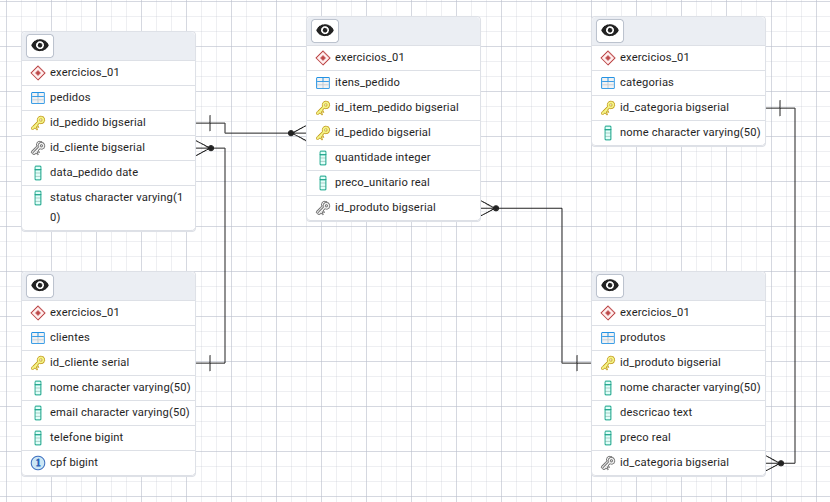 exercicios_01
pedidos
id_pedido bigserial
id_cliente bigserial
data_pedido date
status character varying(1
0)
exercicios_01
itens_pedido
id_item_pedido bigserial
id_pedido bigserial
quantidade integer
preco_unitario real
id_produto bigserial
exercicios_01
categorias
id_categoria bigserial
nome character varying(50)
exercicios_01
clientes
id_cliente serial
nome character varying(50)
email character varying(50)
telefone bigint
1 cpf bigint
exercicios_01
produtos
id_produto bigserial
nome character varying(50)
descricao text
preco real
id_categoria bigserial